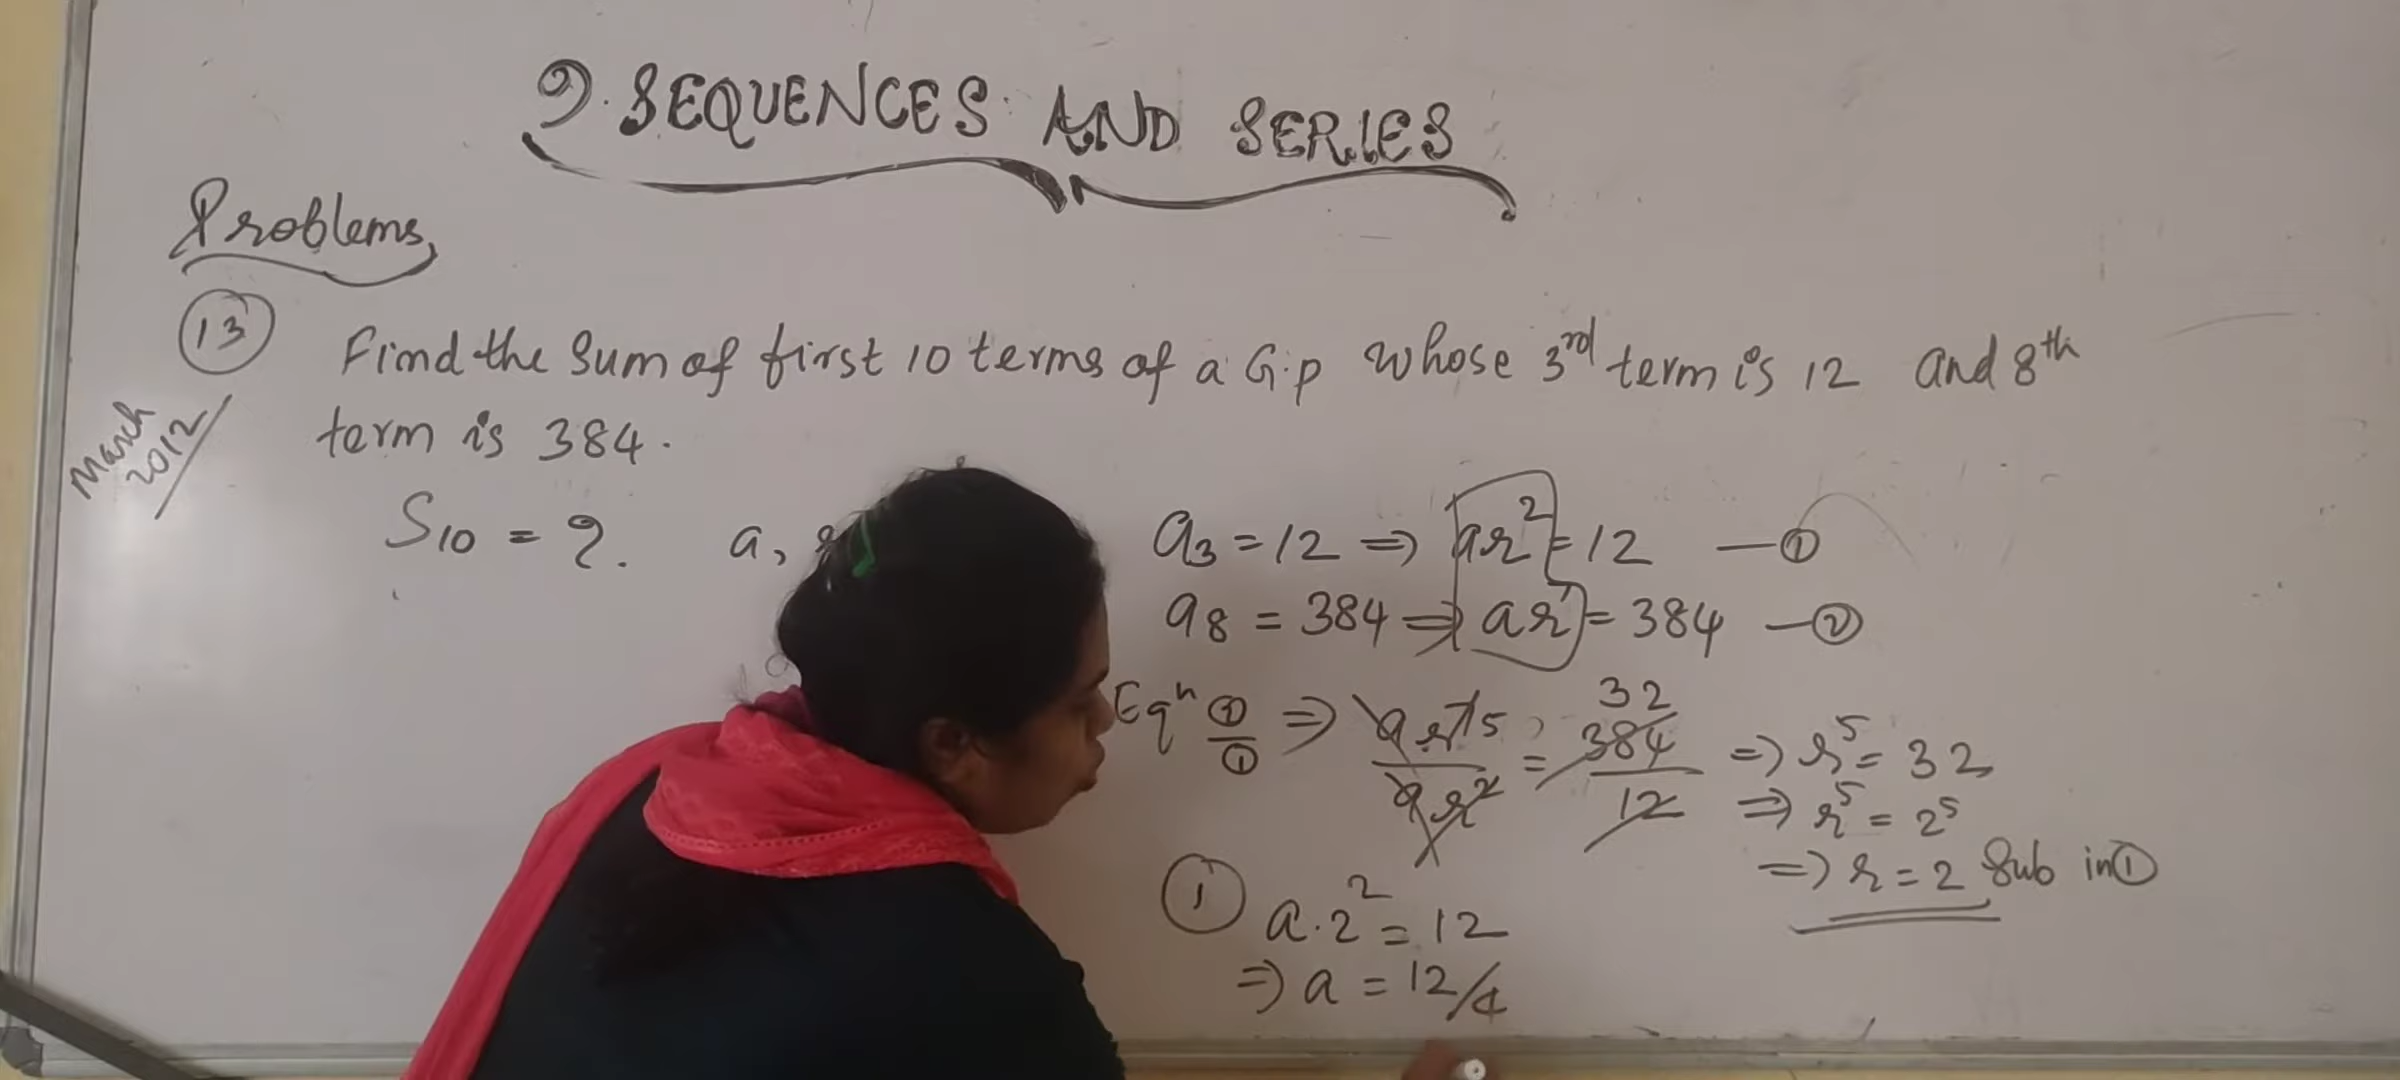 9. SEQUENCES AND SERIES
Problems,
13
March 2012
Find the Sum of first 10 terms of a G.p whose 3rd term is 12 and 8th
term is 384.
S10 = ?. a,
a3 = 12 ⇒ ar² = 12 — ①
a8 = 384 ⇒ ar⁷ = 384 — ②
Eqn ②/① ⇒ ar⁷ 5 / ar² = 32 384 / 12 ⇒ r⁵ = 32
⇒ r⁵ = 2⁵
⇒ r = 2 Sub in ①
① a.2² = 12
⇒ a = 12/4